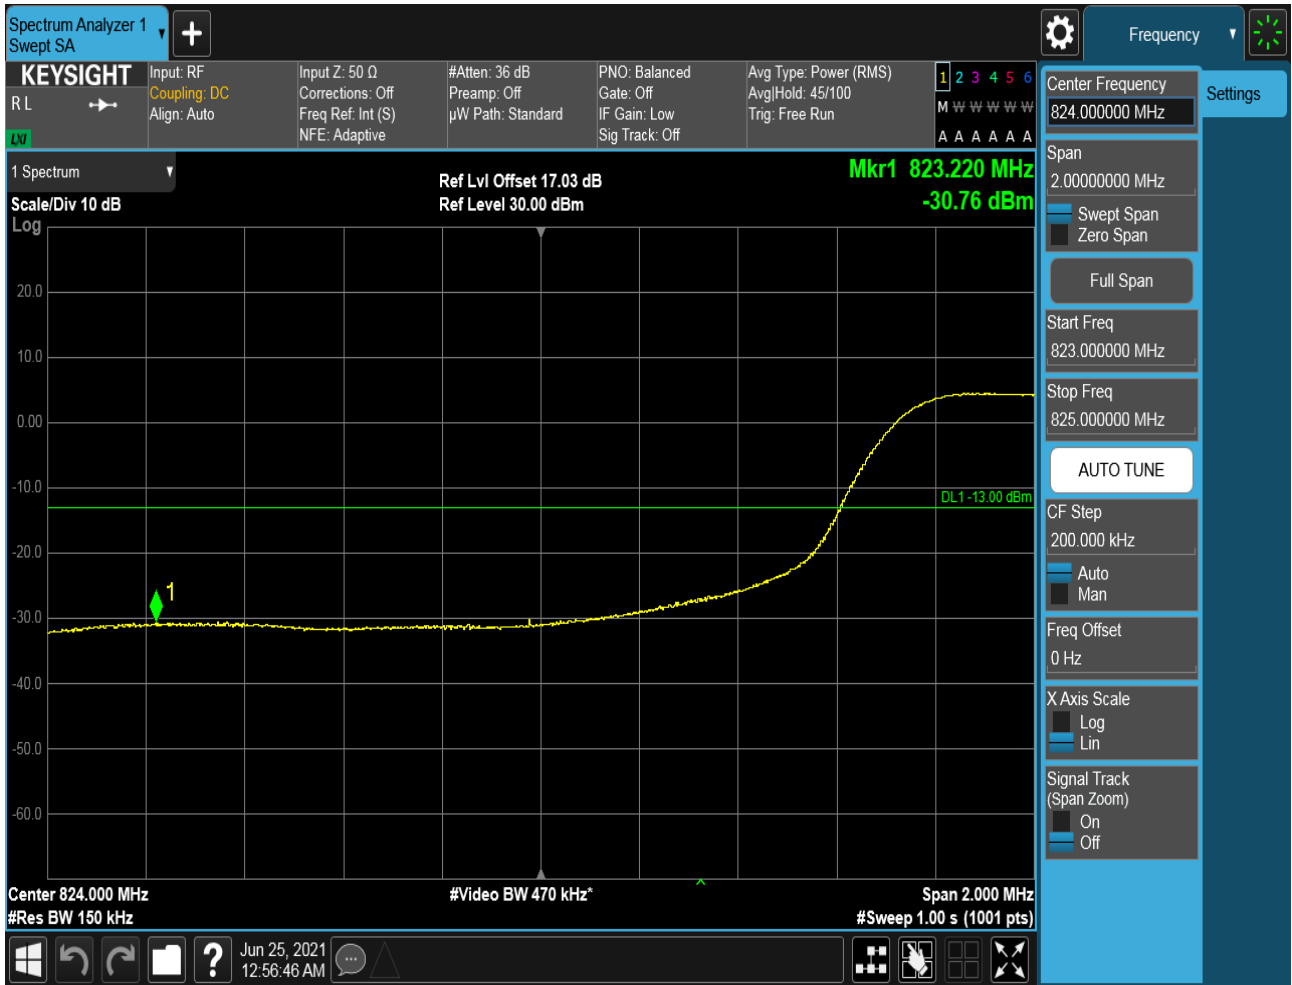 Spectrum Analyzer 1
Swept SA
Frequency
KEYSIGHT
R L
LXI
Input: RF
Coupling: DC
Align: Auto
Input Z: 50 Ω
Corrections: Off
Freq Ref: Int (S)
NFE: Adaptive
#Atten: 36 dB
Preamp: Off
µW Path: Standard
PNO: Balanced
Gate: Off
IF Gain: Low
Sig Track: Off
Avg Type: Power (RMS)
Avg|Hold: 45/100
Trig: Free Run
1 2 3 4 5 6
M W W W W W
A A A A A A
1 Spectrum
Scale/Div 10 dB
Log
Ref Lvl Offset 17.03 dB
Ref Level 30.00 dBm
Mkr1 823.220 MHz
-30.76 dBm
20.0
10.0
0.00
-10.0
-20.0
-30.0
-40.0
-50.0
-60.0
DL1 -13.00 dBm
1
Center 824.000 MHz
#Res BW 150 kHz
#Video BW 470 kHz*
Span 2.000 MHz
#Sweep 1.00 s (1001 pts)
?
Jun 25, 2021
12:56:46 AM
Center Frequency
824.000000 MHz
Settings
Span
2.00000000 MHz
Swept Span
Zero Span
Full Span
Start Freq
823.000000 MHz
Stop Freq
825.000000 MHz
AUTO TUNE
CF Step
200.000 kHz
Auto
Man
Freq Offset
0 Hz
X Axis Scale
Log
Lin
Signal Track
(Span Zoom)
On
Off